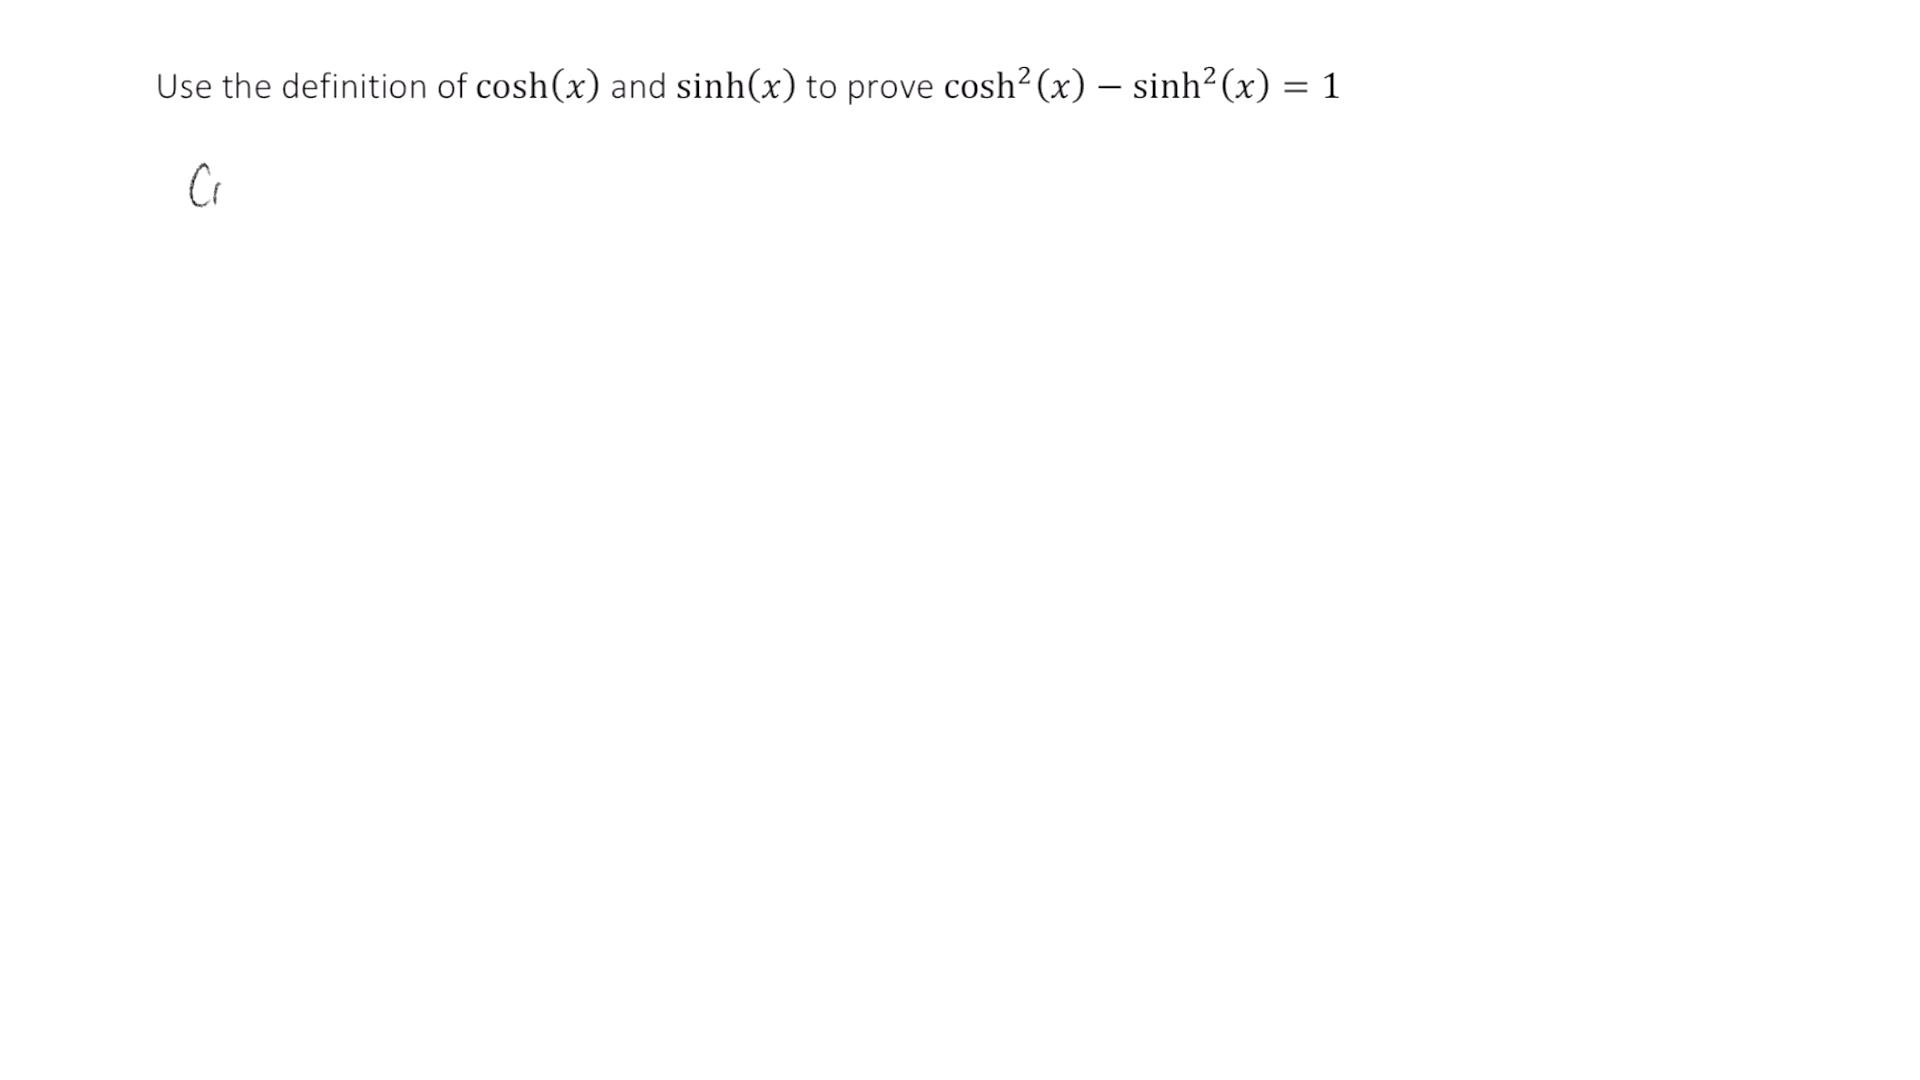 Use the definition of cosh(𝑥) and sinh(𝑥) to prove cosh²(𝑥) − sinh²(𝑥) = 1